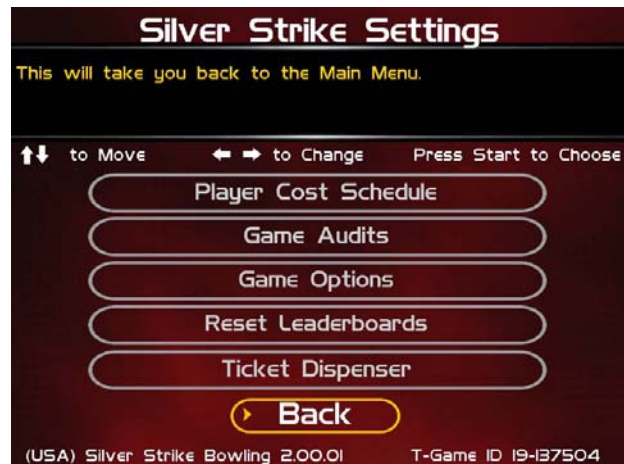 Silver Strike Settings
This will take you back to the Main Menu.
to Move to Change Press Start to Choose
Player Cost Schedule
Game Audits
Game Options
Reset Leaderboards
Ticket Dispenser
Back
(USA) Silver Strike Bowling 2.00.01 T-Game ID 19-137504